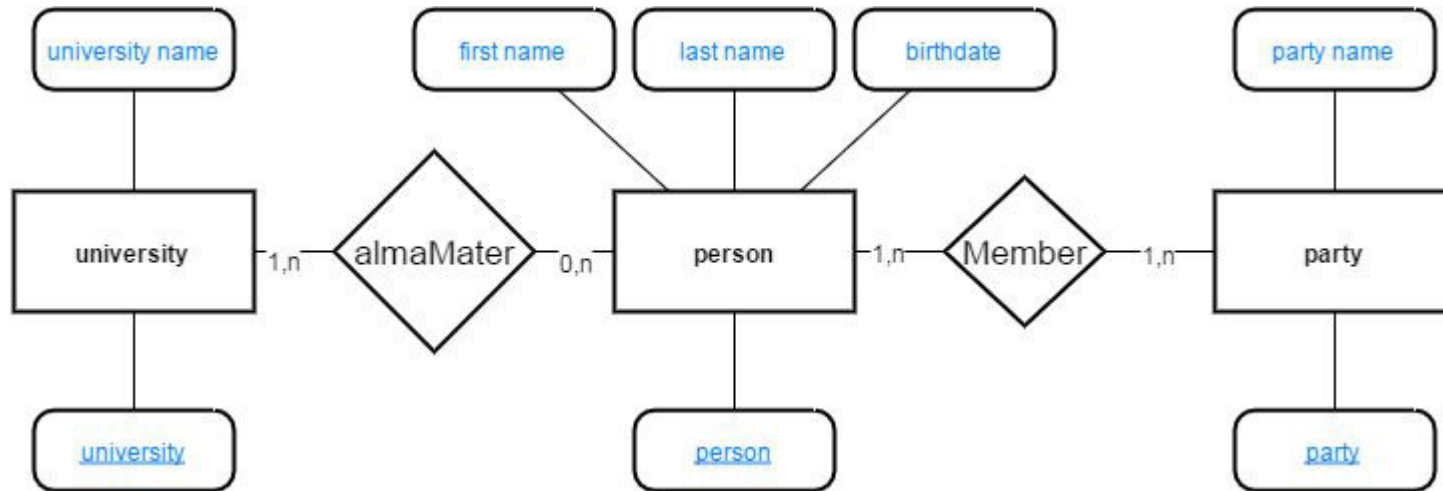 university name
first name
last name
birthdate
party name
university
1,n
almaMater
0,n
person
1,n
Member
1,n
party
university
person
party